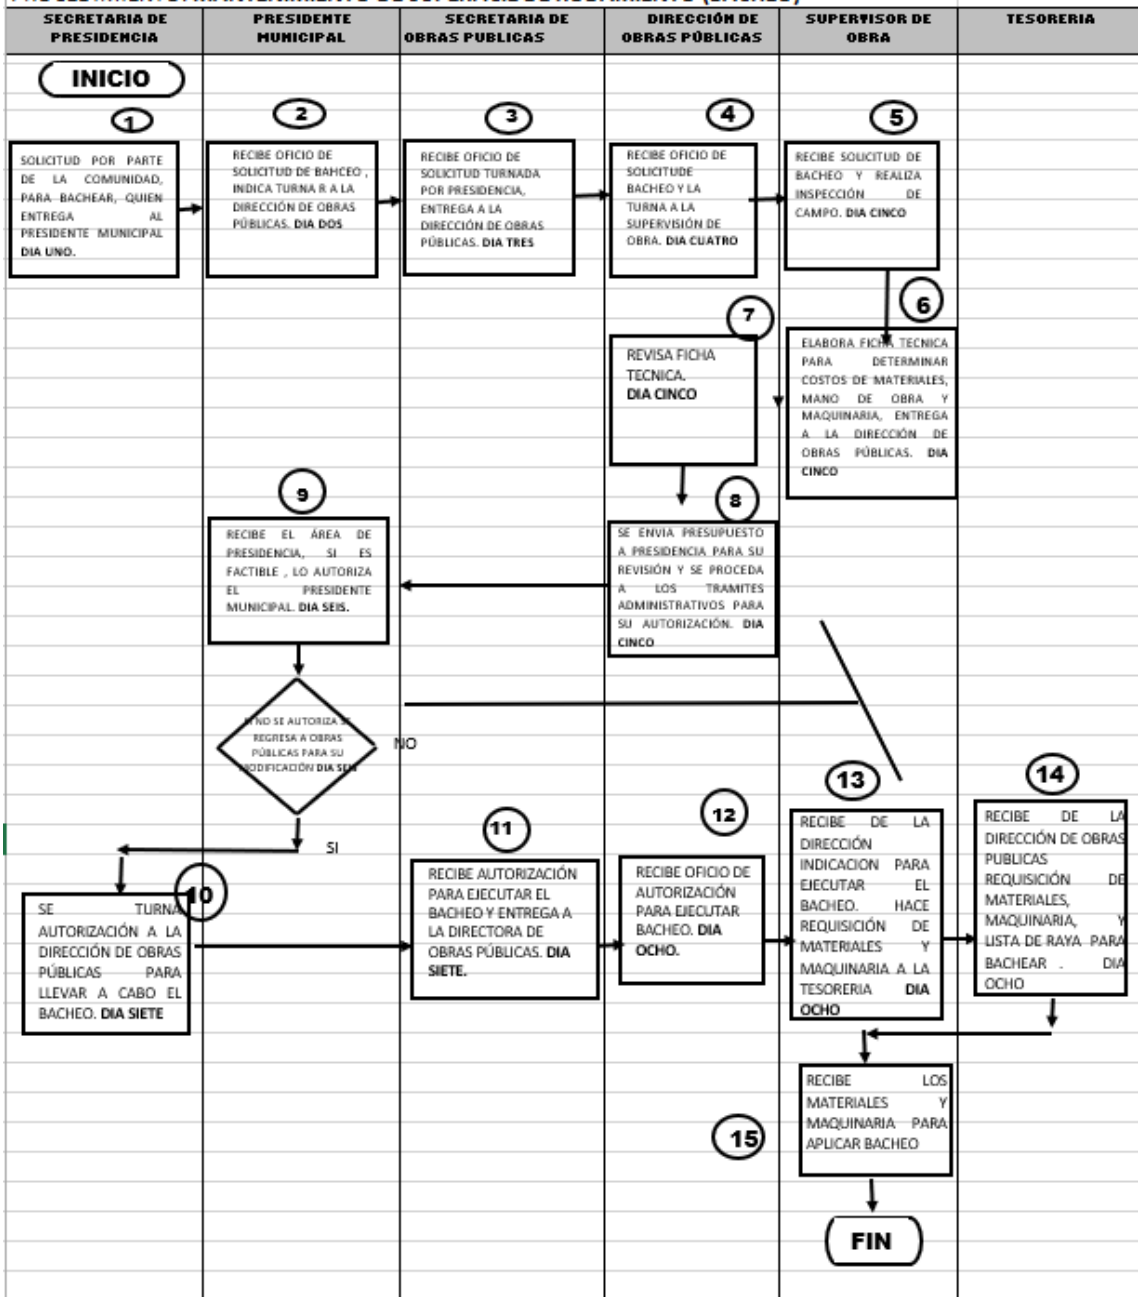 MANTENIMIENTO DE SUPERFICIE DE RODAMIENTO (BACHEO)
SECRETARIA DE
PRESIDENCIA
PRESIDENTE
MUNICIPAL
SECRETARIA DE
OBRAS PUBLICAS
DIRECCIÓN DE
OBRAS PÚBLICAS
SUPERVISOR DE
OBRA
TESORERIA
INICIO
1
SOLICITUD POR PARTE
DE LA COMUNIDAD,
PARA BACHEAR, QUIEN
ENTREGA AL
PRESIDENTE MUNICIPAL
DIA UNO.
2
RECIBE OFICIO DE
SOLICITUD DE BAHCEO ,
INDICA TURNA R A LA
DIRECCIÓN DE OBRAS
PÚBLICAS. DIA DOS
3
RECIBE OFICIO DE
SOLICITUD TURNADA
POR PRESIDENCIA,
ENTREGA A LA
DIRECCIÓN DE OBRAS
PÚBLICAS. DIA TRES
4
RECIBE OFICIO DE
SOLICITUDE
BACHEO Y LA
TURNA A LA
SUPERVISIÓN DE
OBRA. DIA CUATRO
5
RECIBE SOLICITUD DE
BACHEO Y REALIZA
INSPECCIÓN DE
CAMPO. DIA CINCO
6
ELABORA FICHA TECNICA
PARA DETERMINAR
COSTOS DE MATERIALES,
MANO DE OBRA Y
MAQUINARIA, ENTREGA
A LA DIRECCIÓN DE
OBRAS PÚBLICAS. DIA
CINCO
7
REVISA FICHA
TECNICA.
DIA CINCO
8
SE ENVIA PRESUPUESTO
A PRESIDENCIA PARA SU
REVISIÓN Y SE PROCEDA
A LOS TRAMITES
ADMINISTRATIVOS PARA
SU AUTORIZACIÓN. DIA
CINCO
9
RECIBE EL ÁREA DE
PRESIDENCIA, SI ES
FACTIBLE , LO AUTORIZA
EL PRESIDENTE
MUNICIPAL. DIA SEIS.
NO SE AUTORIZA SE
REGRESA A OBRAS
PÚBLICAS PARA SU
MODIFICACIÓN DIA SEIS
NO
SI
10
SE TURNA
AUTORIZACIÓN A LA
DIRECCIÓN DE OBRAS
PÚBLICAS PARA
LLEVAR A CABO EL
BACHEO. DIA SIETE
11
RECIBE AUTORIZACIÓN
PARA EJECUTAR EL
BACHEO Y ENTREGA A
LA DIRECTORA DE
OBRAS PÚBLICAS. DIA
SIETE.
12
RECIBE OFICIO DE
AUTORIZACIÓN
PARA EJECUTAR
BACHEO. DIA
OCHO.
13
RECIBE DE LA
DIRECCIÓN
INDICACION PARA
EJECUTAR EL
BACHEO. HACE
REQUISICIÓN DE
MATERIALES Y
MAQUINARIA A LA
TESORERIA DIA
OCHO
14
RECIBE DE LA
DIRECCIÓN DE OBRAS
PUBLICAS
REQUISICIÓN DE
MATERIALES,
MAQUINARIA, Y
LISTA DE RAYA PARA
BACHEAR . DIA
OCHO
15
RECIBE LOS
MATERIALES Y
MAQUINARIA PARA
APLICAR BACHEO
FIN